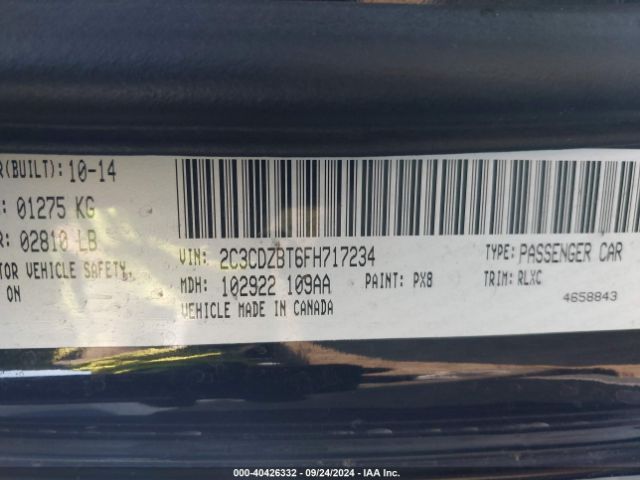 R(BUILT): 10-14
: 01275 KG
R: 02810 LB
TOR VEHICLE SAFETY,
ON
VIN: 2C3CDZBT6FH717234
TYPE: PASSENGER CAR
MDH: 102922 109AA
PAINT: PX8
TRIM: RLXC
VEHICLE MADE IN CANADA
4658843
000-40426332 - 09/24/2024 - IAA Inc.